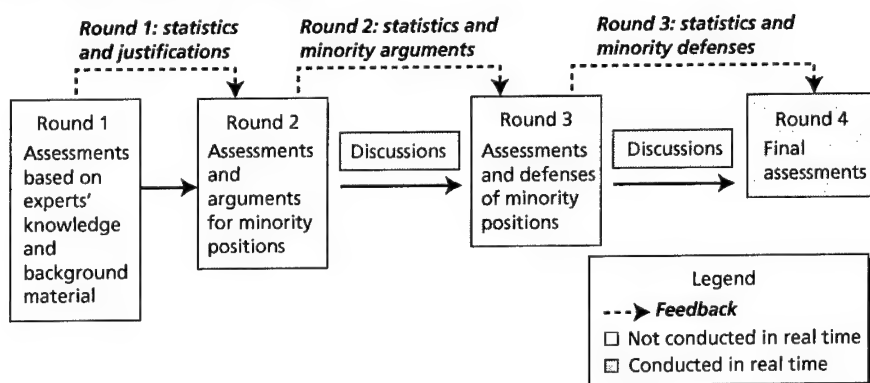 Round 1: statistics
and justifications
Round 2: statistics and
minority arguments
Round 3: statistics and
minority defenses
Round 1
Assessments
based on
experts'
knowledge
and
background
material
Round 2
Assessments
and
arguments
for minority
positions
Discussions
Round 3
Assessments
and defenses
of minority
positions
Discussions
Round 4
Final
assessments
Legend
Feedback
Not conducted in real time
Conducted in real time